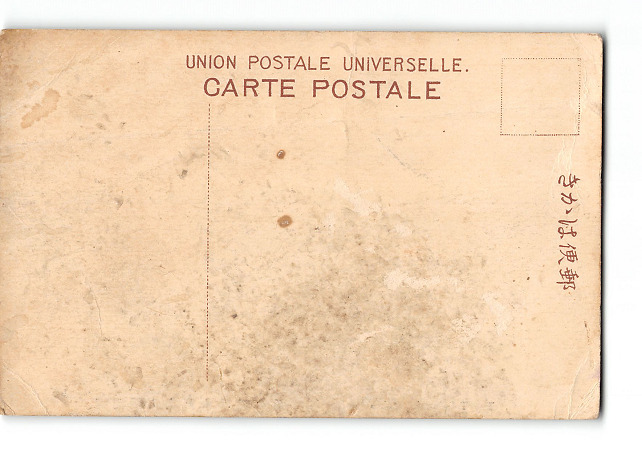 UNION POSTALE UNIVERSELLE.
CARTE POSTALE
きかは便郵